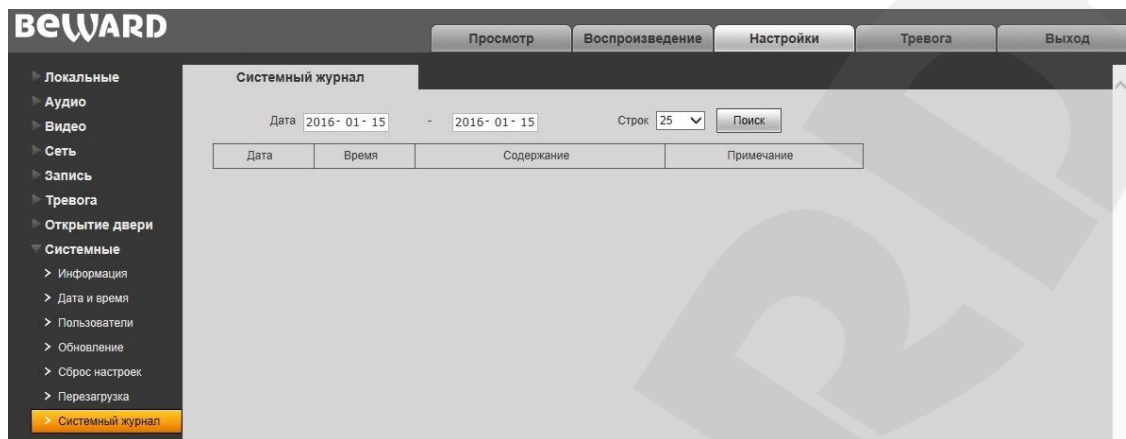 BEWARD
Просмотр Воспроизведение Настройки Тревога Выход
Локальные
Аудио
Видео
Сеть
Запись
Тревога
Открытие двери
Системные
Информация
Дата и время
Пользователи
Обновление
Сброс настроек
Перезагрузка
Системный журнал
Системный журнал
Дата 2016- 01- 15 - 2016- 01- 15 Строк 25 Поиск
Дата Время Содержание Примечание